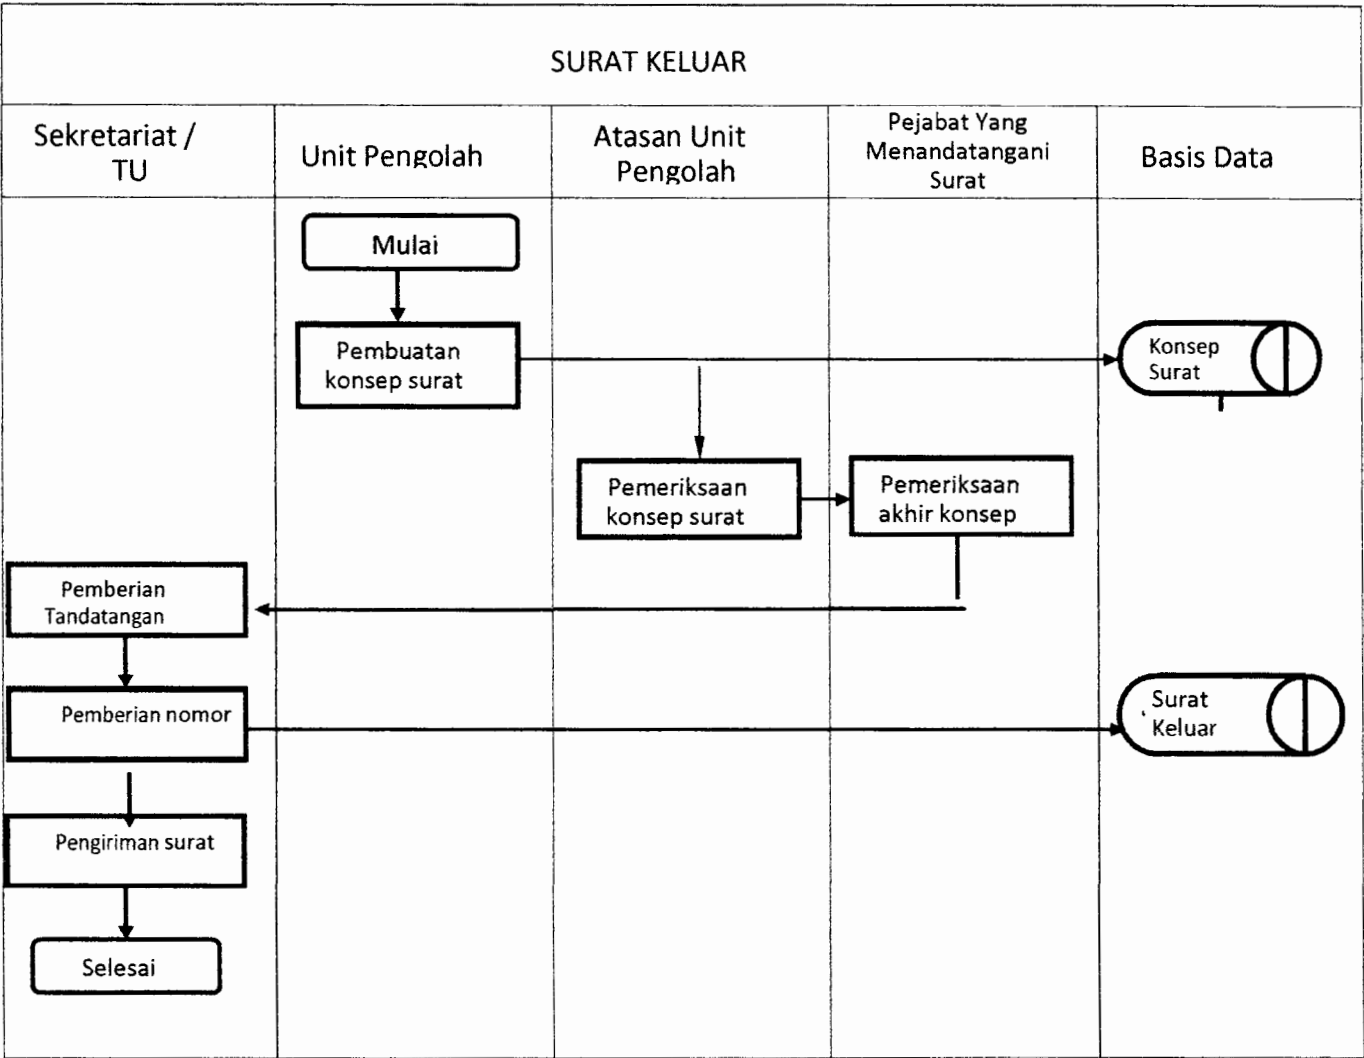 SURAT KELUAR
Sekretariat /
TU
Unit Pengolah
Atasan Unit
Pengolah
Pejabat Yang
Menandatangani
Surat
Basis Data
Mulai
Pembuatan
konsep surat
Konsep
Surat
Pemeriksaan
konsep surat
Pemeriksaan
akhir konsep
Pemberian
Tandatangan
Pemberian nomor
Surat
Keluar
Pengiriman surat
Selesai